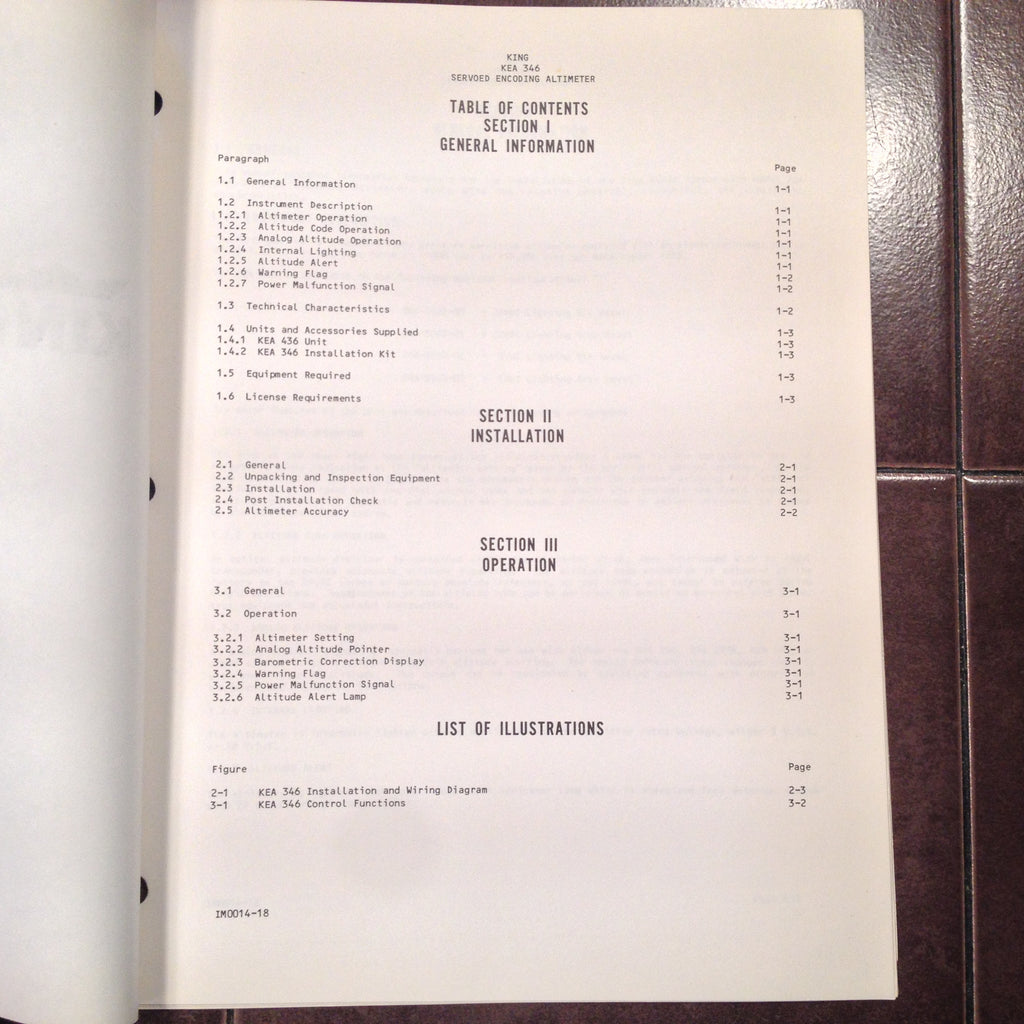 KING
KEA 346
SERVOED ENCODING ALTIMETER
TABLE OF CONTENTS
SECTION I
GENERAL INFORMATION
Paragraph Page
1.1 General Information 1-1
1.2 Instrument Description 1-1
1.2.1 Altimeter Operation 1-1
1.2.2 Altitude Code Operation 1-1
1.2.3 Analog Altitude Operation 1-1
1.2.4 Internal Lighting 1-1
1.2.5 Altitude Alert 1-1
1.2.6 Warning Flag 1-2
1.2.7 Power Malfunction Signal 1-2
1.3 Technical Characteristics 1-2
1.4 Units and Accessories Supplied 1-3
1.4.1 KEA 436 Unit 1-3
1.4.2 KEA 346 Installation Kit 1-3
1.5 Equipment Required 1-3
1.6 License Requirements 1-3
SECTION II
INSTALLATION
2.1 General 2-1
2.2 Unpacking and Inspection Equipment 2-1
2.3 Installation 2-1
2.4 Post Installation Check 2-1
2.5 Altimeter Accuracy 2-2
SECTION III
OPERATION
3.1 General 3-1
3.2 Operation 3-1
3.2.1 Altimeter Setting 3-1
3.2.2 Analog Altitude Pointer 3-1
3.2.3 Barometric Correction Display 3-1
3.2.4 Warning Flag 3-1
3.2.5 Power Malfunction Signal 3-1
3.2.6 Altitude Alert Lamp 3-1
LIST OF ILLUSTRATIONS
Figure Page
2-1 KEA 346 Installation and Wiring Diagram 2-3
3-1 KEA 346 Control Functions 3-2
IM0014-18